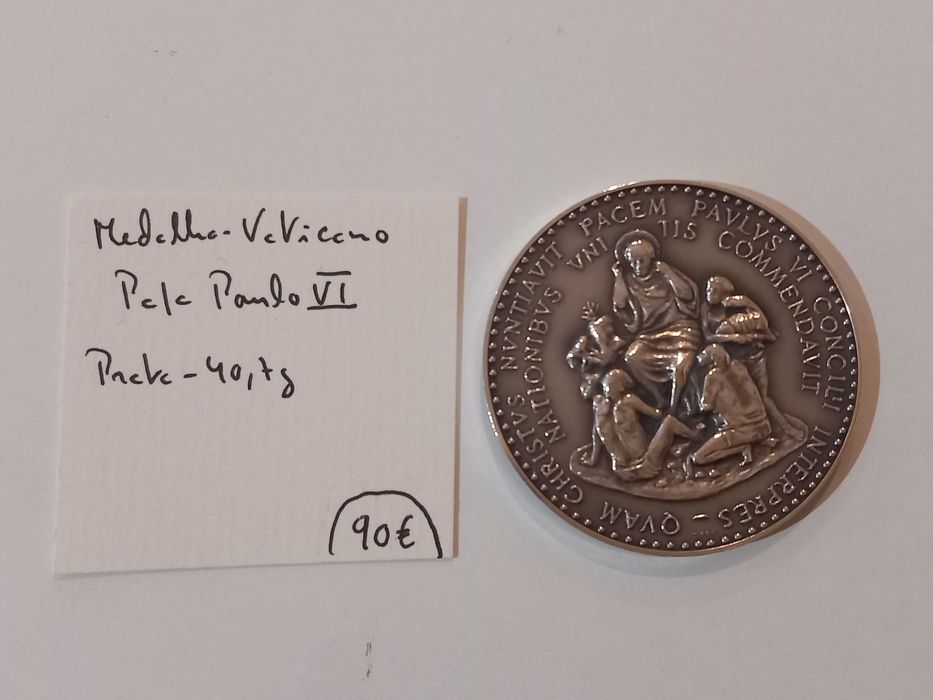 Medalha - Vaticano
Papa Paulo VI
Prata - 40,7g
90€
QVAM CHRISTVS NVNTIAVIT PACEM PAVLVS VI CONCILII INTERPRES -
NATIONIBVS VNI TIS COMMENDAVIT